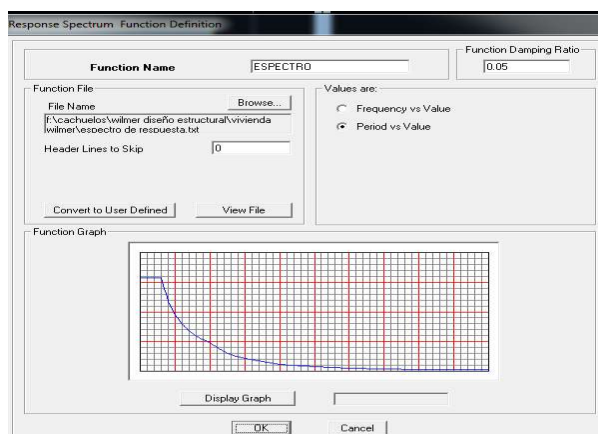 Response Spectrum Function Definition
Function Name
ESPECTRO
Function Damping Ratio
0.05
Function File
File Name
Browse...
f:\cachuelos\wilmer diseño estructural\vivienda
wilmer\espectro de respuesta.txt
Header Lines to Skip
0
Convert to User Defined
View File
Values are:
Frequency vs Value
Period vs Value
Function Graph
Display Graph
OK
Cancel